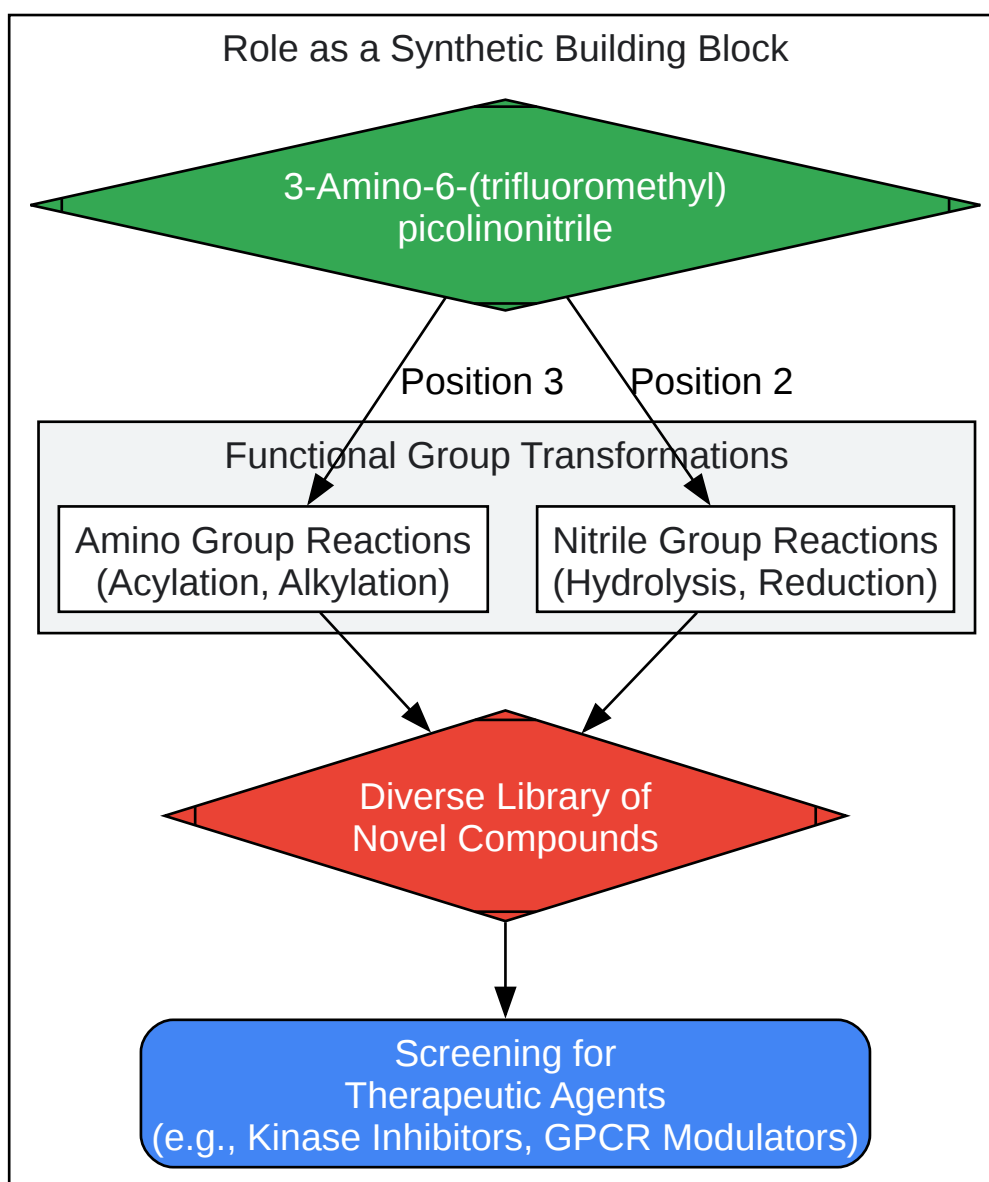 Role as a Synthetic Building Block
3-Amino-6-(trifluoromethyl)
picolinonitrile
Position 3
Position 2
Functional Group Transformations
Amino Group Reactions
(Acylation, Alkylation)
Nitrile Group Reactions
(Hydrolysis, Reduction)
Diverse Library of
Novel Compounds
Screening for
Therapeutic Agents
(e.g., Kinase Inhibitors, GPCR Modulators)